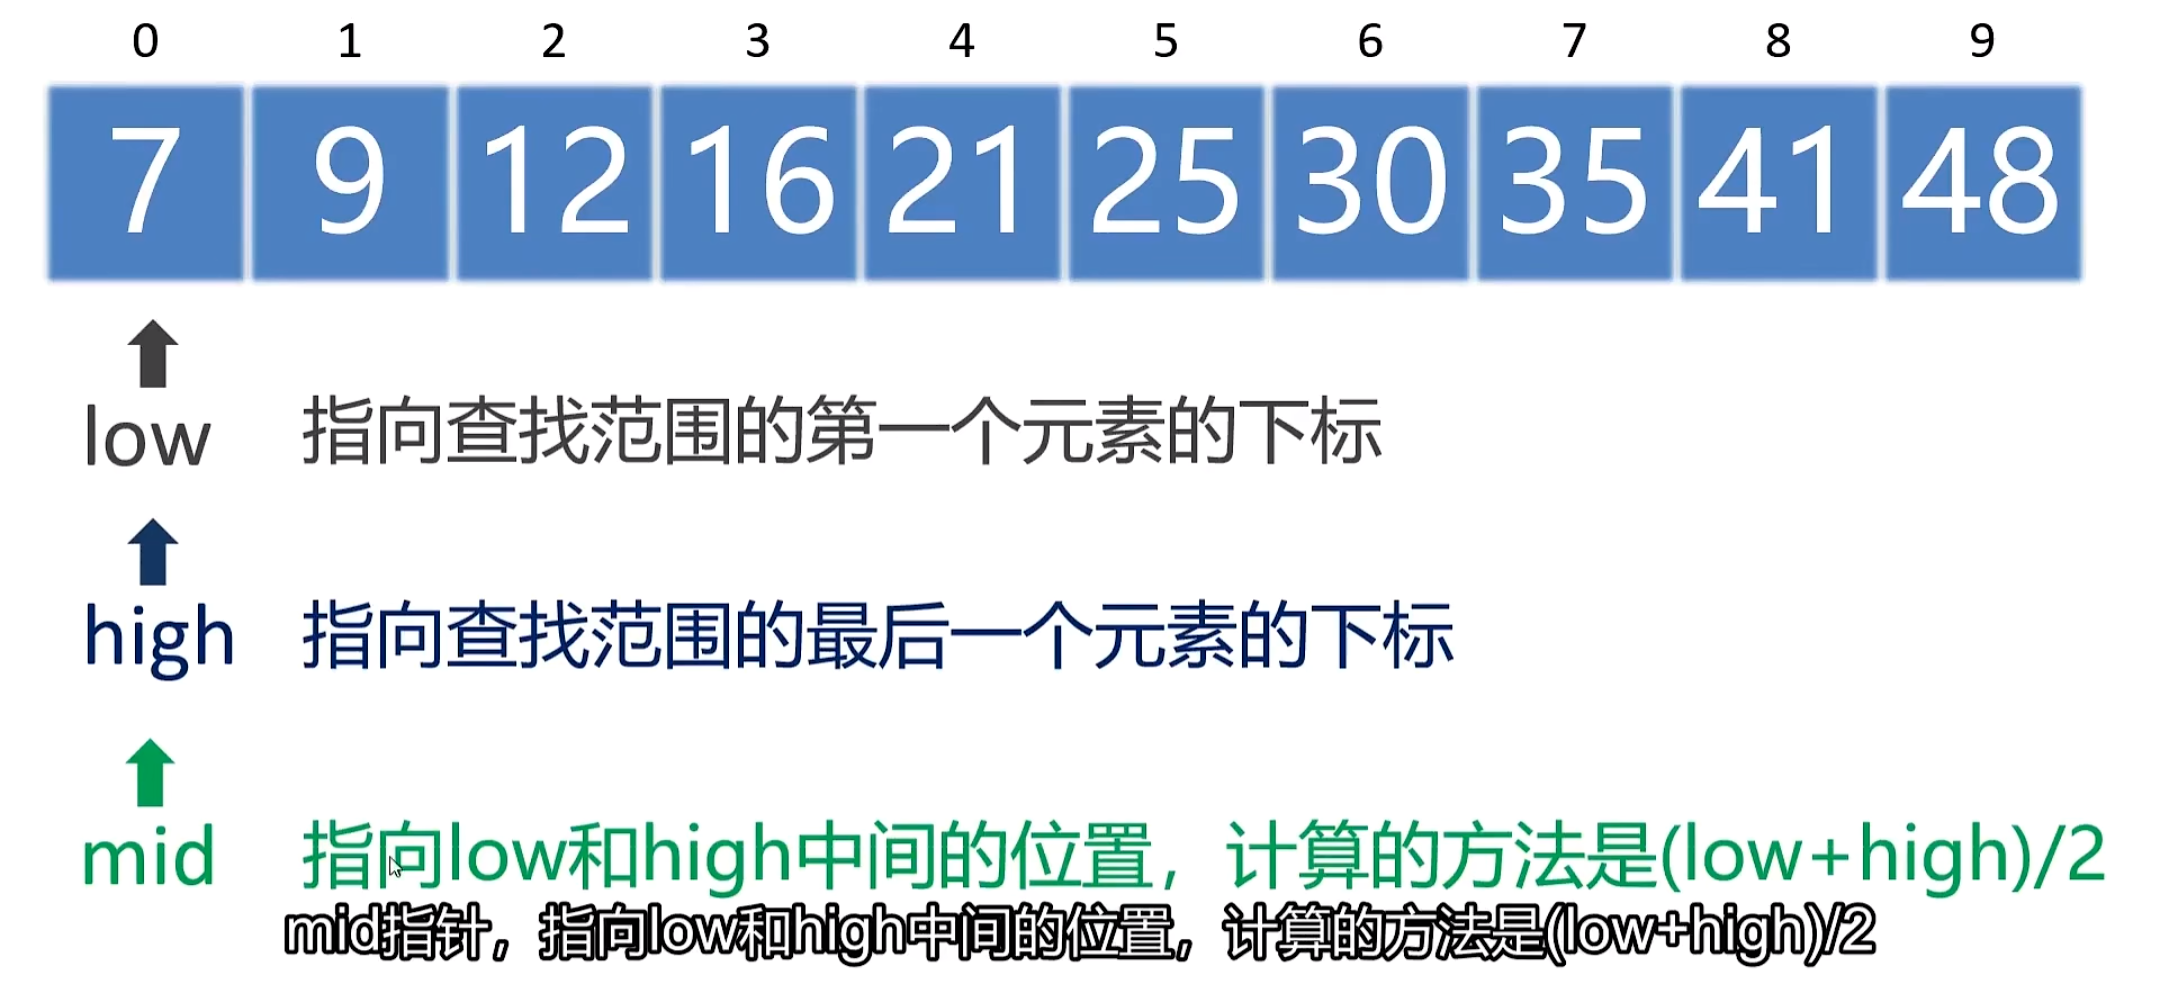 0 1 2 3 4 5 6 7 8 9
7 9 12 16 21 25 30 35 41 48
low 指向查找范围的第一个元素的下标
high 指向查找范围的最后一个元素的下标
mid 指向low和high中间的位置，计算的方法是(low+high)/2
mid指针，指向low和high中间的位置，计算的方法是(low+high)/2